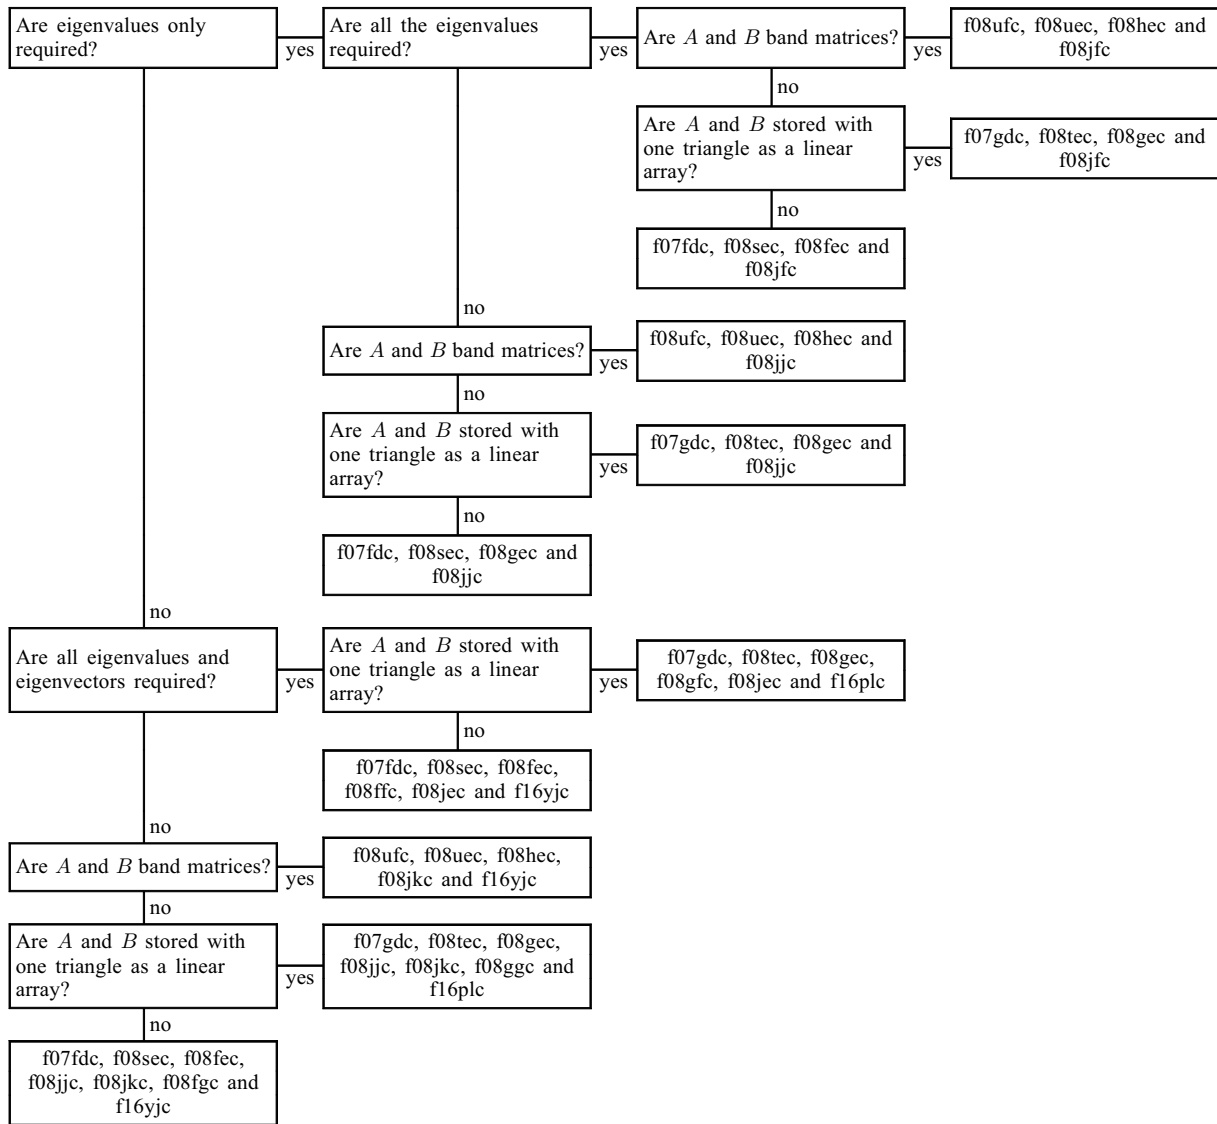 Are eigenvalues only
required?
yes
Are all the eigenvalues
required?
yes
Are A and B band matrices?
yes
f08ufc, f08uec, f08hec and
f08jfc
no
Are A and B stored with
one triangle as a linear
array?
yes
f07gdc, f08tec, f08gec and
f08jfc
no
f07fdc, f08sec, f08fec and
f08jfc
no
Are A and B band matrices?
yes
f08ufc, f08uec, f08hec and
f08jjc
no
Are A and B stored with
one triangle as a linear
array?
yes
f07gdc, f08tec, f08gec and
f08jjc
no
f07fdc, f08sec, f08gec and
f08jjc
no
Are all eigenvalues and
eigenvectors required?
yes
Are A and B stored with
one triangle as a linear
array?
yes
f07gdc, f08tec, f08gec,
f08gfc, f08jec and f16plc
no
f07fdc, f08sec, f08fec,
f08ffc, f08jec and f16yjc
no
Are A and B band matrices?
yes
f08ufc, f08uec, f08hec,
f08jkc and f16yjc
no
Are A and B stored with
one triangle as a linear
array?
yes
f07gdc, f08tec, f08gec,
f08jjc, f08jkc, f08ggc and
f16plc
no
f07fdc, f08sec, f08fec,
f08jjc, f08jkc, f08fgc and
f16yjc